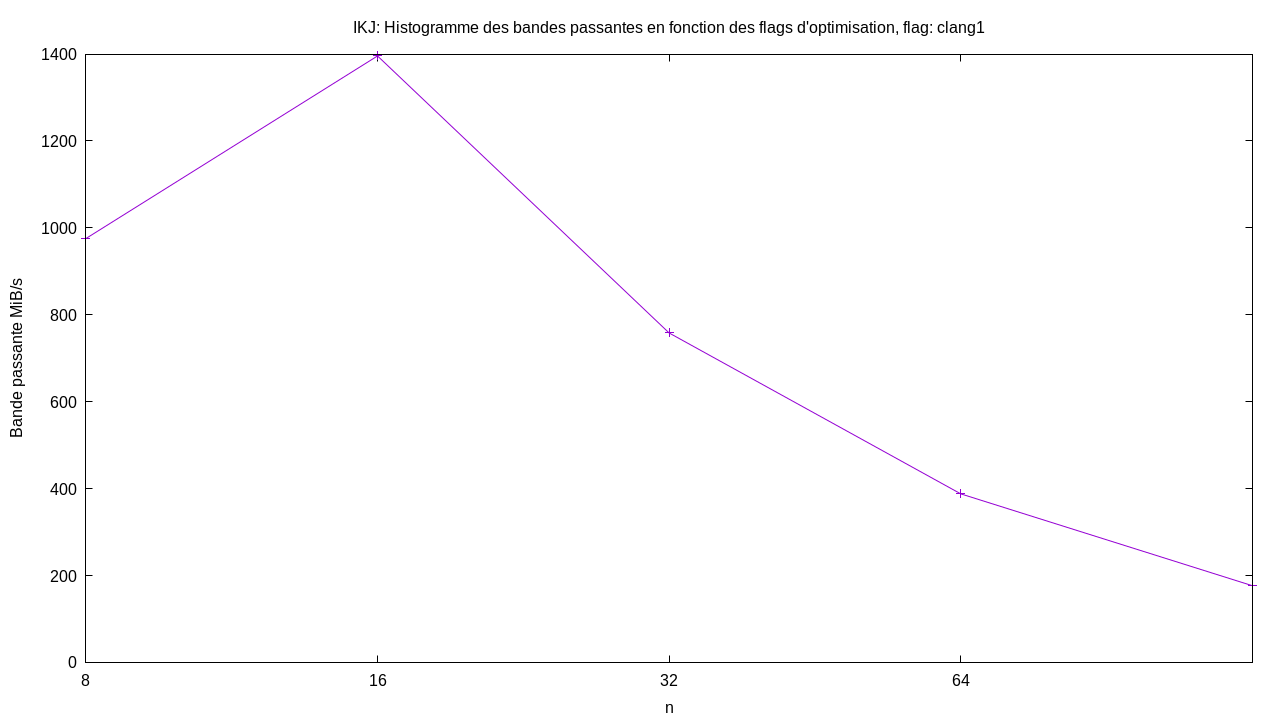 IKJ: Histogramme des bandes passantes en fonction des flags d'optimisation, flag: clang1
1400
1200
1000
800
600
400
200
0
Bande passante MiB/s
8 16 32 64
n